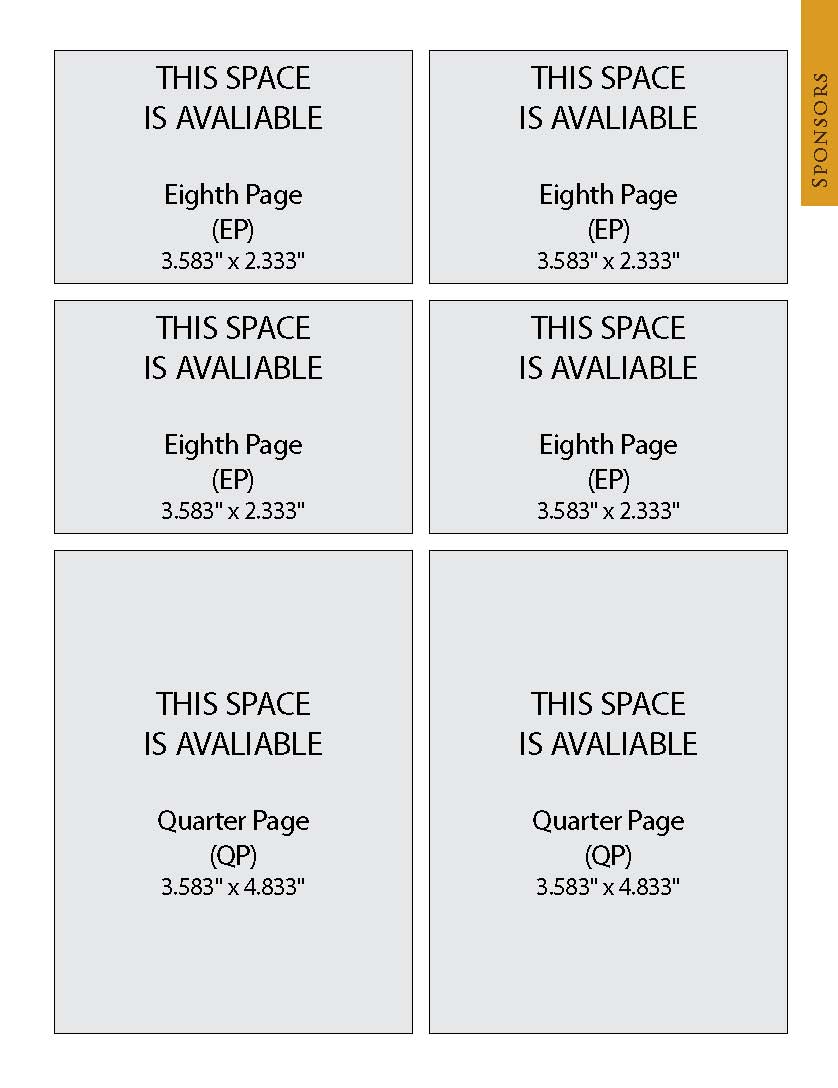 THIS SPACE
IS AVALIABLE
Eighth Page
(EP)
3.583" x 2.333"
THIS SPACE
IS AVALIABLE
Eighth Page
(EP)
3.583" x 2.333"
THIS SPACE
IS AVALIABLE
Eighth Page
(EP)
3.583" x 2.333"
THIS SPACE
IS AVALIABLE
Eighth Page
(EP)
3.583" x 2.333"
THIS SPACE
IS AVALIABLE
Quarter Page
(QP)
3.583" x 4.833"
THIS SPACE
IS AVALIABLE
Quarter Page
(QP)
3.583" x 4.833"
SPONSORS